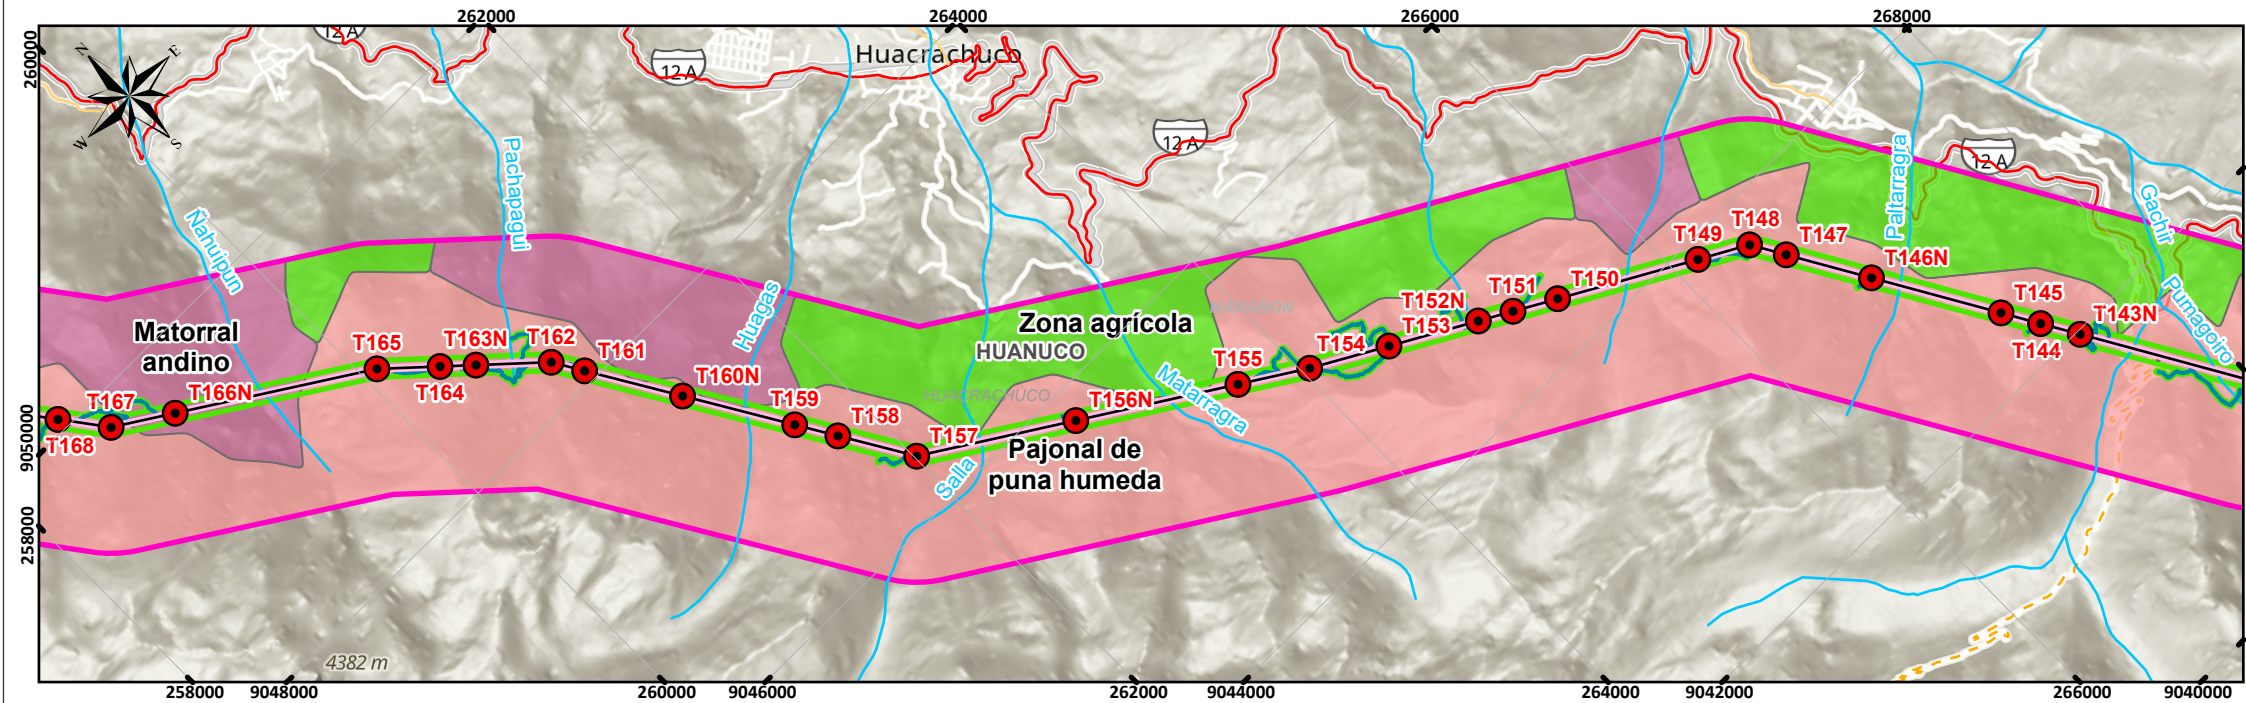 262000
264000
266000
268000
260000
9050000
258000
N
E
W
S
12 A
12 A
Huacrachuco
12 A
12 A
Ñahuipun
Pachapagui
Huagas
Salla
Matarragra
Paltarragra
Gachir
Pumagoiro
Matorral
andino
Zona agrícola
HUANUCO
MARAÑON
HUACRACHUCO
Pajonal de
puna humeda
T168
T167
T166N
T165
T164
T163N
T162
T161
T160N
T159
T158
T157
T156N
T155
T154
T153
T152N
T151
T150
T149
T148
T147
T146N
T145
T144
T143N
4382 m
258000
9048000
260000
9046000
262000
9044000
264000
9042000
266000
9040000